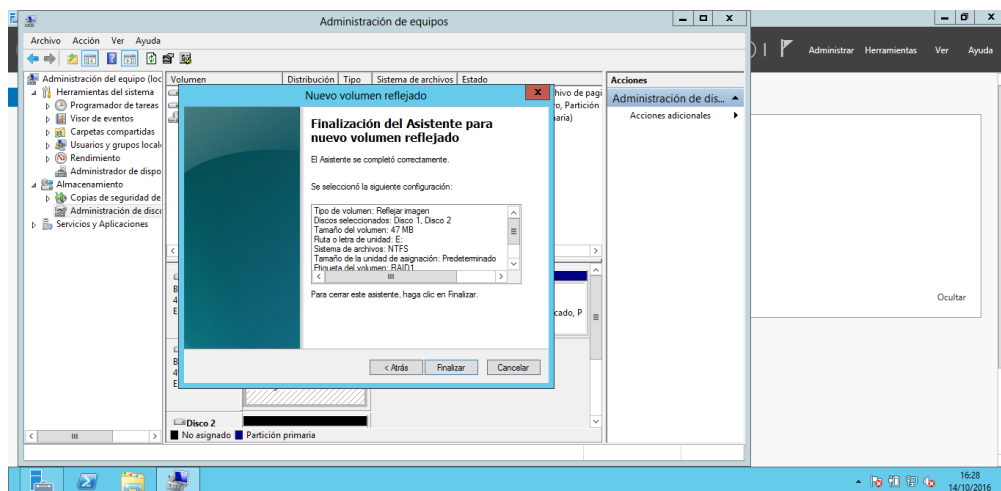 Administración de equipos
Archivo Acción Ver Ayuda
Administrar Herramientas Ver Ayuda
Administración del equipo (loc
Herramientas del sistema
Programador de tareas
Visor de eventos
Carpetas compartidas
Usuarios y grupos locale
Rendimiento
Administrador de dispo
Almacenamiento
Copias de seguridad de
Administración de disco
Servicios y Aplicaciones
Volumen Distribución Tipo Sistema de archivos Estado
hivo de pagi
o, Partición
aria)
Acciones
Administración de dis...
Acciones adicionales
Nuevo volumen reflejado
Finalización del Asistente para
nuevo volumen reflejado
El Asistente se completó correctamente.
Se seleccionó la siguiente configuración:
Tipo de volumen: Reflejar imagen
Discos seleccionados: Disco 1, Disco 2
Tamaño del volumen: 47 MB
Ruta o letra de unidad: E:
Sistema de archivos: NTFS
Tamaño de la unidad de asignación: Predeterminado
Etiqueta del volumen: RAID1
Para cerrar este asistente, haga clic en Finalizar.
< Atrás Finalizar Cancelar
cado, P
Disco 2
No asignado Partición primaria
Ocultar
16:28
14/10/2016